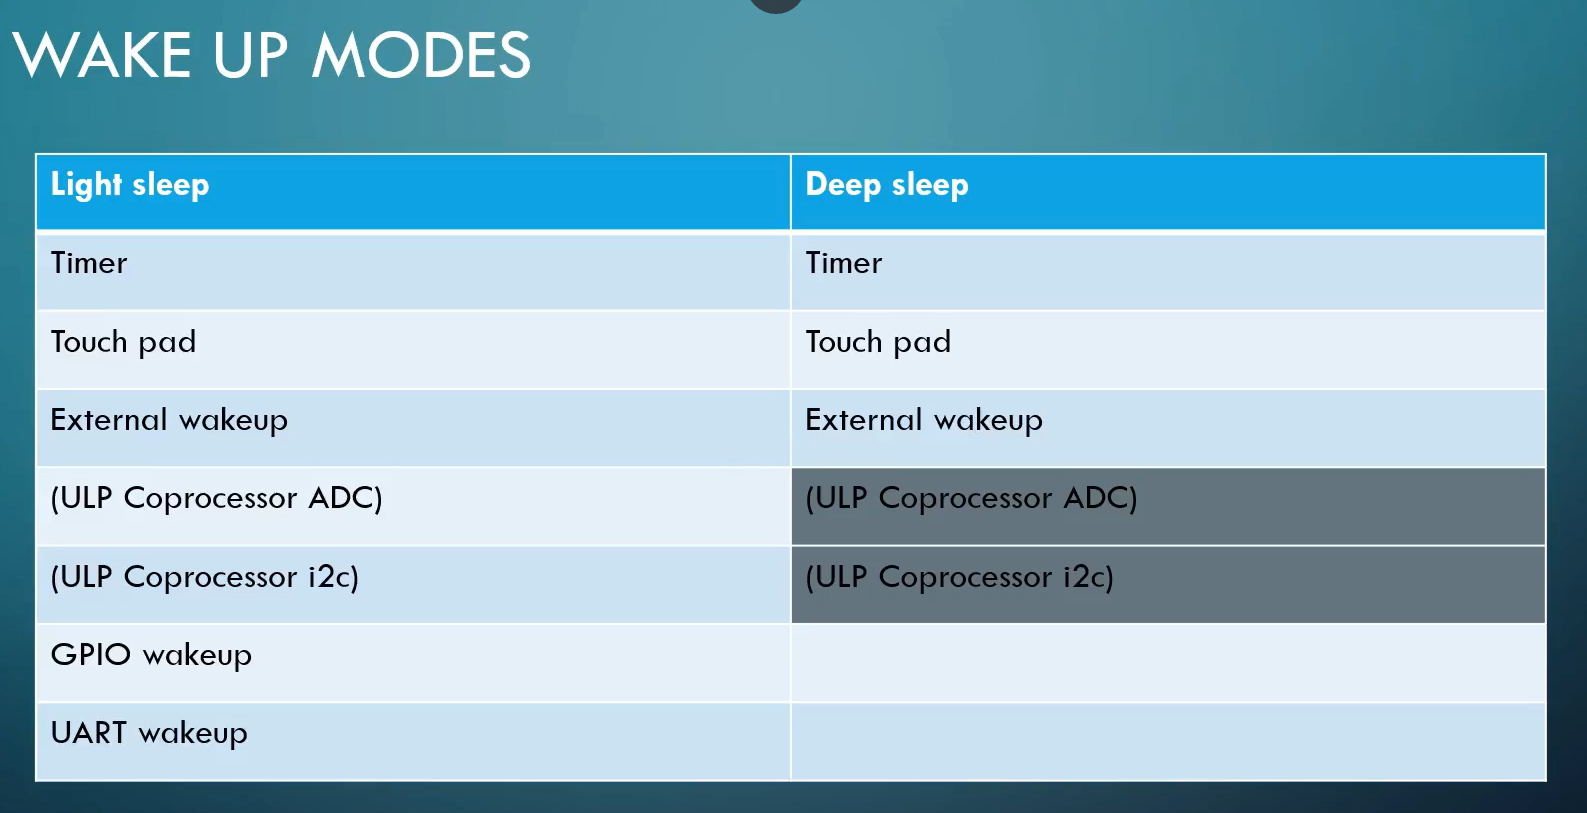 WAKE UP MODES
Light sleep
Deep sleep
Timer
Timer
Touch pad
Touch pad
External wakeup
External wakeup
(ULP Coprocessor ADC)
(ULP Coprocessor ADC)
(ULP Coprocessor i2c)
(ULP Coprocessor i2c)
GPIO wakeup
UART wakeup